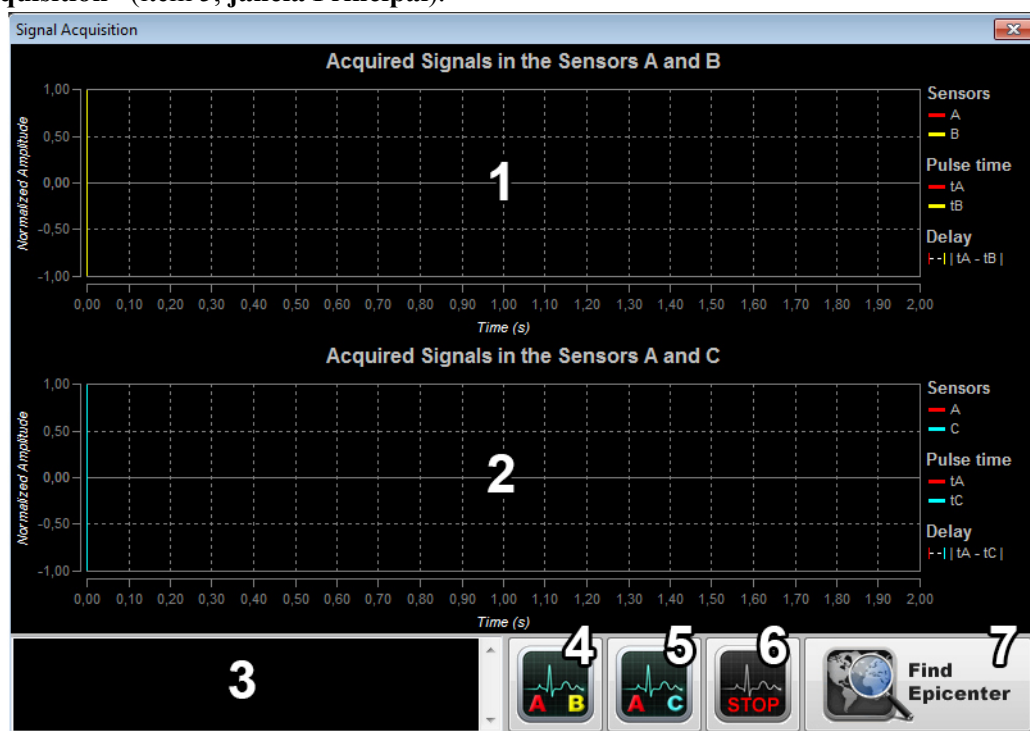 quisition" (item 5, janela Principal).
Signal Acquisition
Acquired Signals in the Sensors A and B
Normalized Amplitude
1,00
0,50
0,00
-0,50
-1,00
1
Sensors
A
B
Pulse time
tA
tB
Delay
| tA - tB |
0,00 0,10 0,20 0,30 0,40 0,50 0,60 0,70 0,80 0,90 1,00 1,10 1,20 1,30 1,40 1,50 1,60 1,70 1,80 1,90 2,00
Time (s)
Acquired Signals in the Sensors A and C
Normalized Amplitude
1,00
0,50
0,00
-0,50
-1,00
2
Sensors
A
C
Pulse time
tA
tC
Delay
| tA - tC |
0,00 0,10 0,20 0,30 0,40 0,50 0,60 0,70 0,80 0,90 1,00 1,10 1,20 1,30 1,40 1,50 1,60 1,70 1,80 1,90 2,00
Time (s)
3
4
A B
5
A C
6
STOP
7
Find
Epicenter